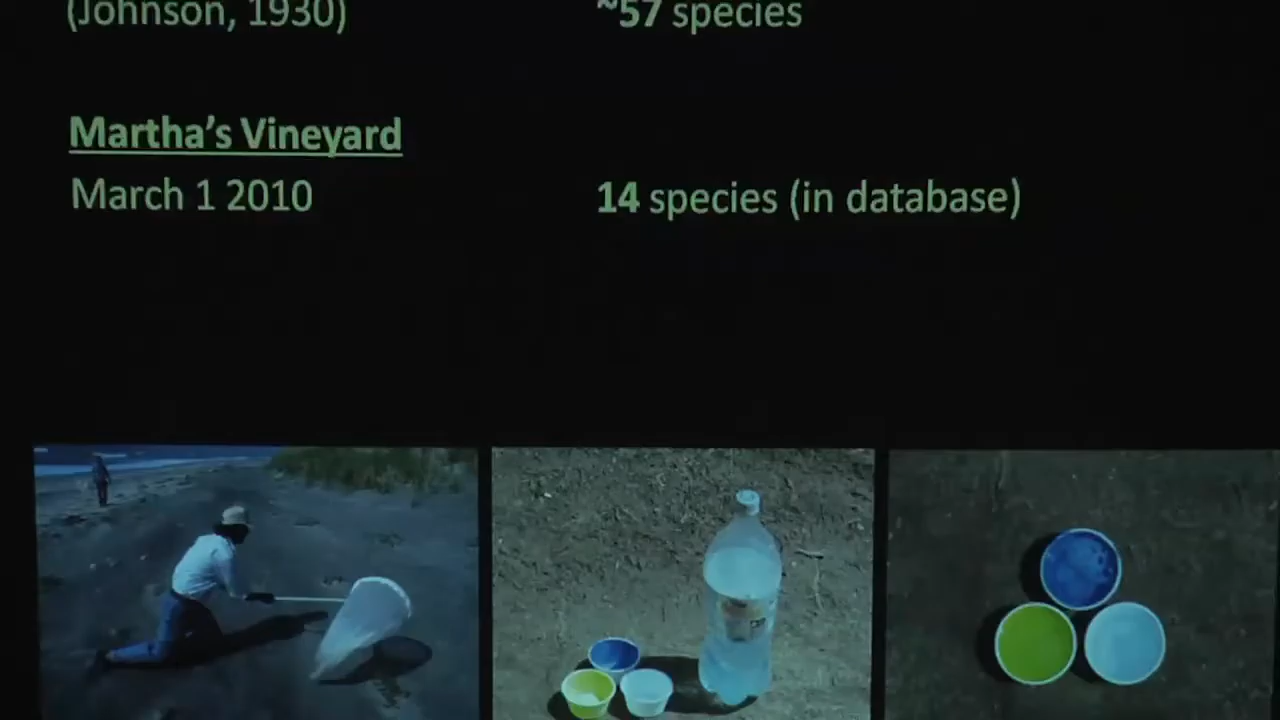 (Johnson, 1930)
~57 species
Martha's Vineyard
March 1 2010
14 species (in database)